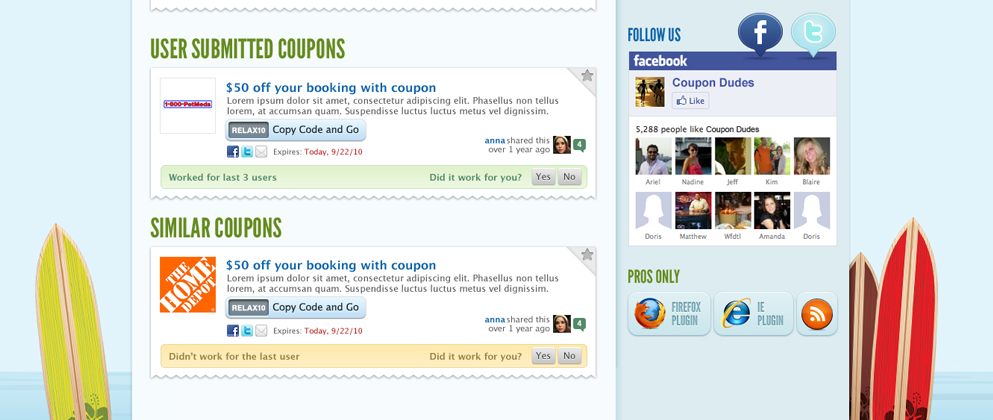 USER SUBMITTED COUPONS
1-800-PetMeds
$50 off your booking with coupon
Lorem ipsum dolor sit amet, consectetur adipiscing elit. Phasellus non tellus
lorem, at accumsan quam. Suspendisse luctus luctus metus vel dignissim.
RELAX10 Copy Code and Go
Expires: Today, 9/22/10
anna shared this
over 1 year ago
4
Worked for last 3 users
Did it work for you? Yes No
SIMILAR COUPONS
THE
HOME
DEPOT
$50 off your booking with coupon
Lorem ipsum dolor sit amet, consectetur adipiscing elit. Phasellus non tellus
lorem, at accumsan quam. Suspendisse luctus luctus metus vel dignissim.
RELAX10 Copy Code and Go
Expires: Today, 9/22/10
anna shared this
over 1 year ago
4
Didn't work for the last user
Did it work for you? Yes No
FOLLOW US
facebook
Coupon Dudes
Like
5,288 people like Coupon Dudes
Ariel Nadine Jeff Kim Blaire
Doris Matthew Wfdtl Amanda Doris
PROS ONLY
FIREFOX
PLUGIN
IE
PLUGIN